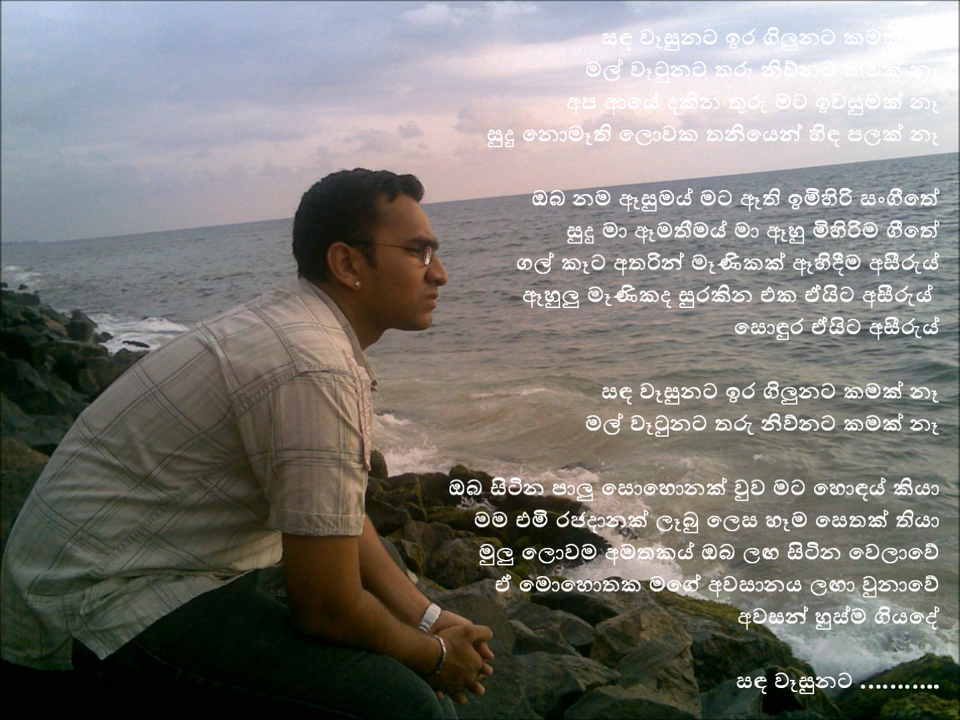 සඳ වෑසුනට ඉර ගිලුනට කමක් නෑ
මල් වැටුනට තරු නිව්නට කමක් නෑ
අප ආයේ දකින තුරු මට ඉවසුමක් නෑ
සුදු නොමැති ලොවක තනියෙන් හිඳ පලක් නෑ
ඔබ නම ඇසුමය් මට ඇති ඉමිහිරි සංගීතේ
සුදු මා ඇමතීමය් මා ඇහු මිහිරිම ගීතේ
ගල් කැට අතරින් මැණිකක් ඇහිදීම අසීරුය්
ඇහුලු මැණිකද සුරකින එක ඒයිට අසීරුය්
සොඳුර ඒයිට අසීරුය්
සඳ වෑසුනට ඉර ගිලුනට කමක් නෑ
මල් වැටුනට තරු නිව්නට කමක් නෑ
ඔබ සිටින පාලු සොහොනක් වුව මට හොඳය් කියා
මම එමි රජදානක් ලැබු ලෙස හැම සෙතක් තියා
මුලු ලොවම අමතකය් ඔබ ලඟ සිටින වෙලාවේ
ඒ මොහොතක මගේ අවසානය ලඟා වුනාවේ
අවසන් හුස්ම ගියදේ
සඳ වෑසුනට ...........